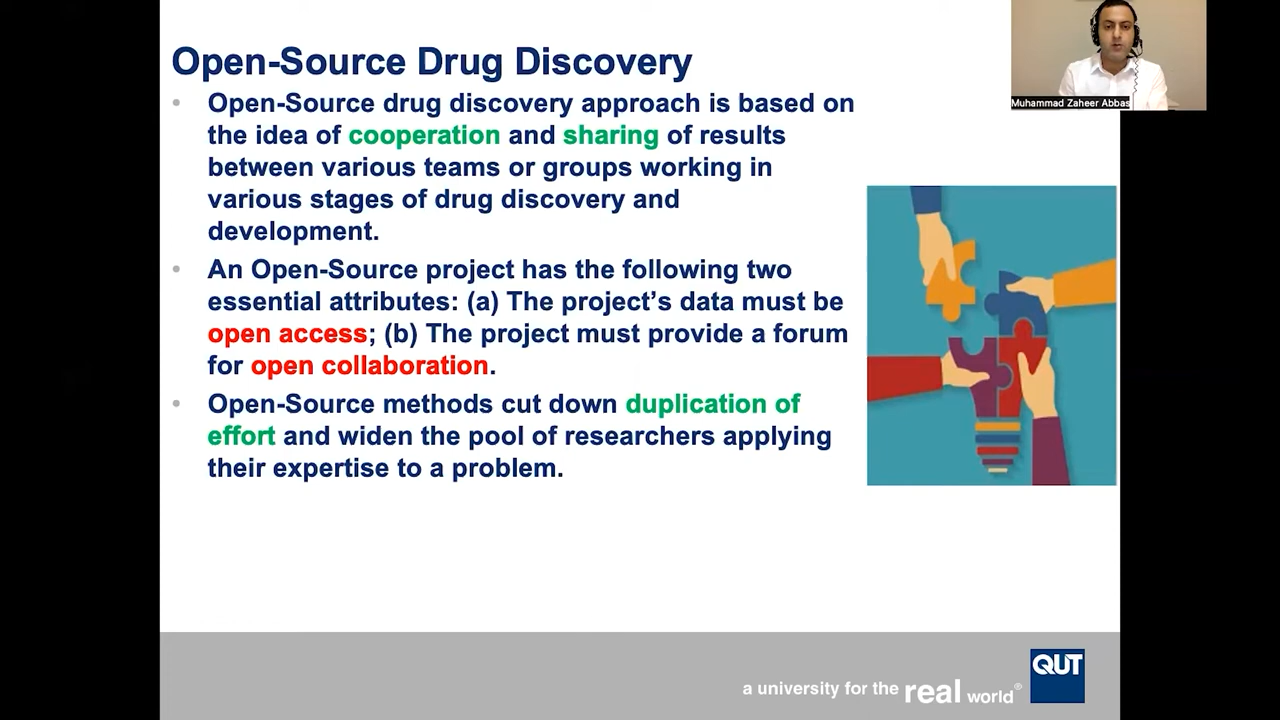 Open-Source Drug Discovery
• Open-Source drug discovery approach is based on
the idea of cooperation and sharing of results
between various teams or groups working in
various stages of drug discovery and
development.
• An Open-Source project has the following two
essential attributes: (a) The project’s data must be
open access; (b) The project must provide a forum
for open collaboration.
• Open-Source methods cut down duplication of
effort and widen the pool of researchers applying
their expertise to a problem.
Muhammad Zaheer Abbas
a university for the real world®
QUT